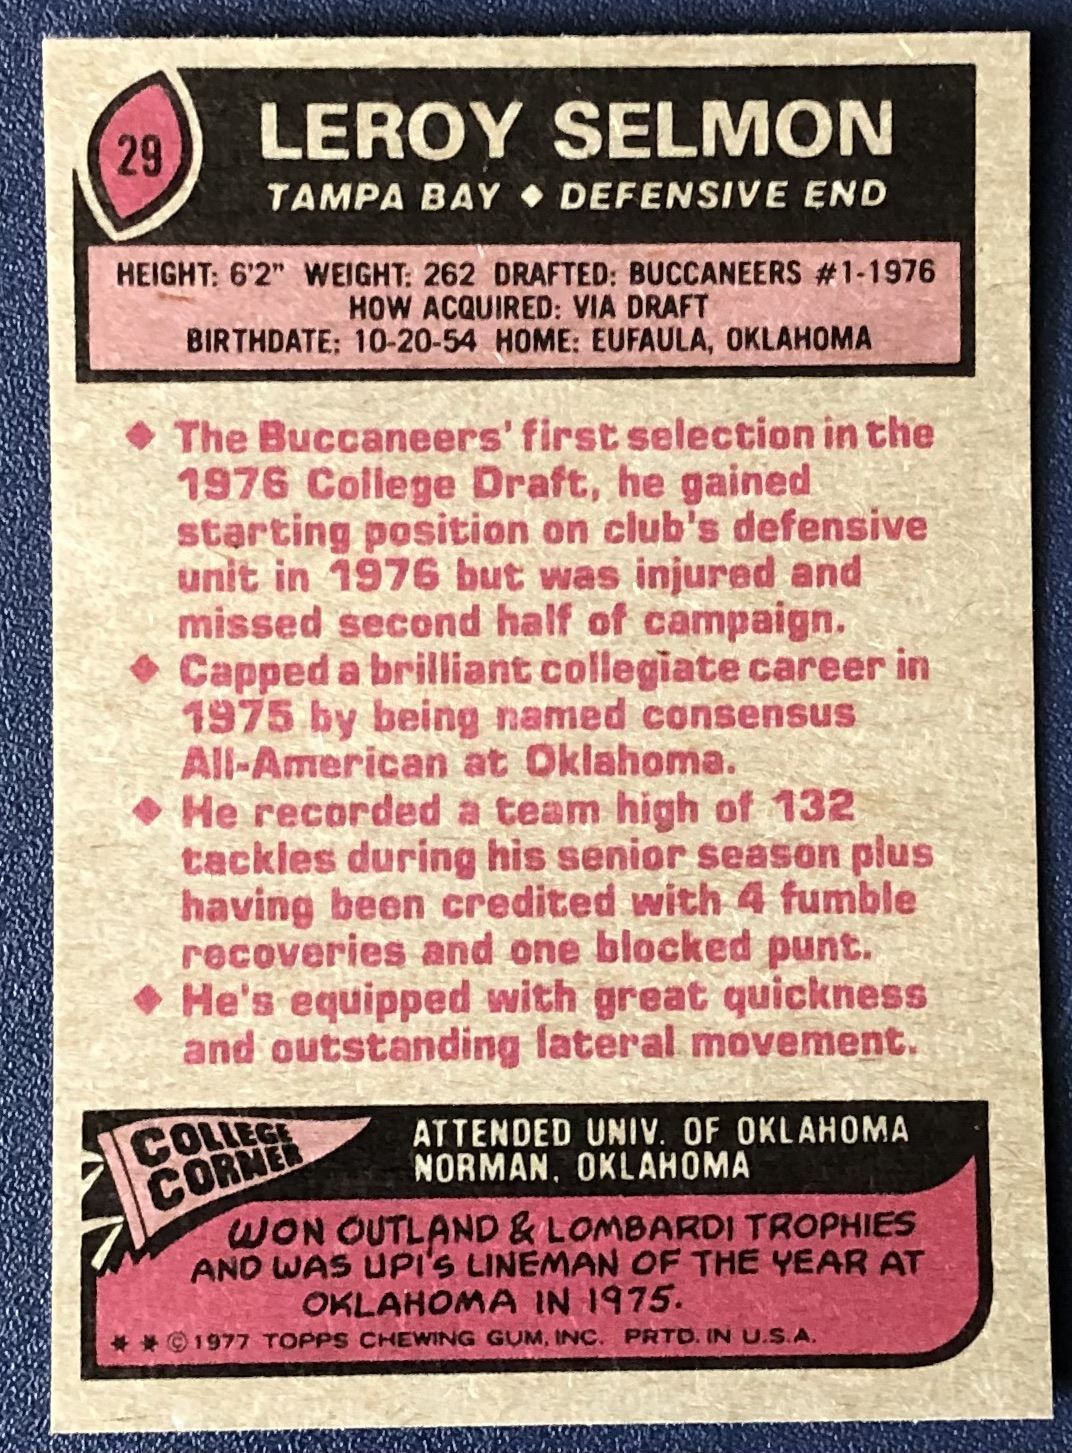 29
LEROY SELMON
TAMPA BAY ♦ DEFENSIVE END
HEIGHT: 6'2" WEIGHT: 262 DRAFTED: BUCCANEERS #1-1976
HOW ACQUIRED: VIA DRAFT
BIRTHDATE: 10-20-54 HOME: EUFAULA, OKLAHOMA
♦ The Buccaneers' first selection in the
1976 College Draft, he gained
starting position on club's defensive
unit in 1976 but was injured and
missed second half of campaign.
♦ Capped a brilliant collegiate career in
1975 by being named consensus
All-American at Oklahoma.
♦ He recorded a team high of 132
tackles during his senior season plus
having been credited with 4 fumble
recoveries and one blocked punt.
♦ He's equipped with great quickness
and outstanding lateral movement.
COLLEGE
CORNER
ATTENDED UNIV. OF OKLAHOMA
NORMAN, OKLAHOMA
WON OUTLAND & LOMBARDI TROPHIES
AND WAS UPI'S LINEMAN OF THE YEAR AT
OKLAHOMA IN 1975.
* * © 1977 TOPPS CHEWING GUM, INC. PRTD. IN U.S.A.